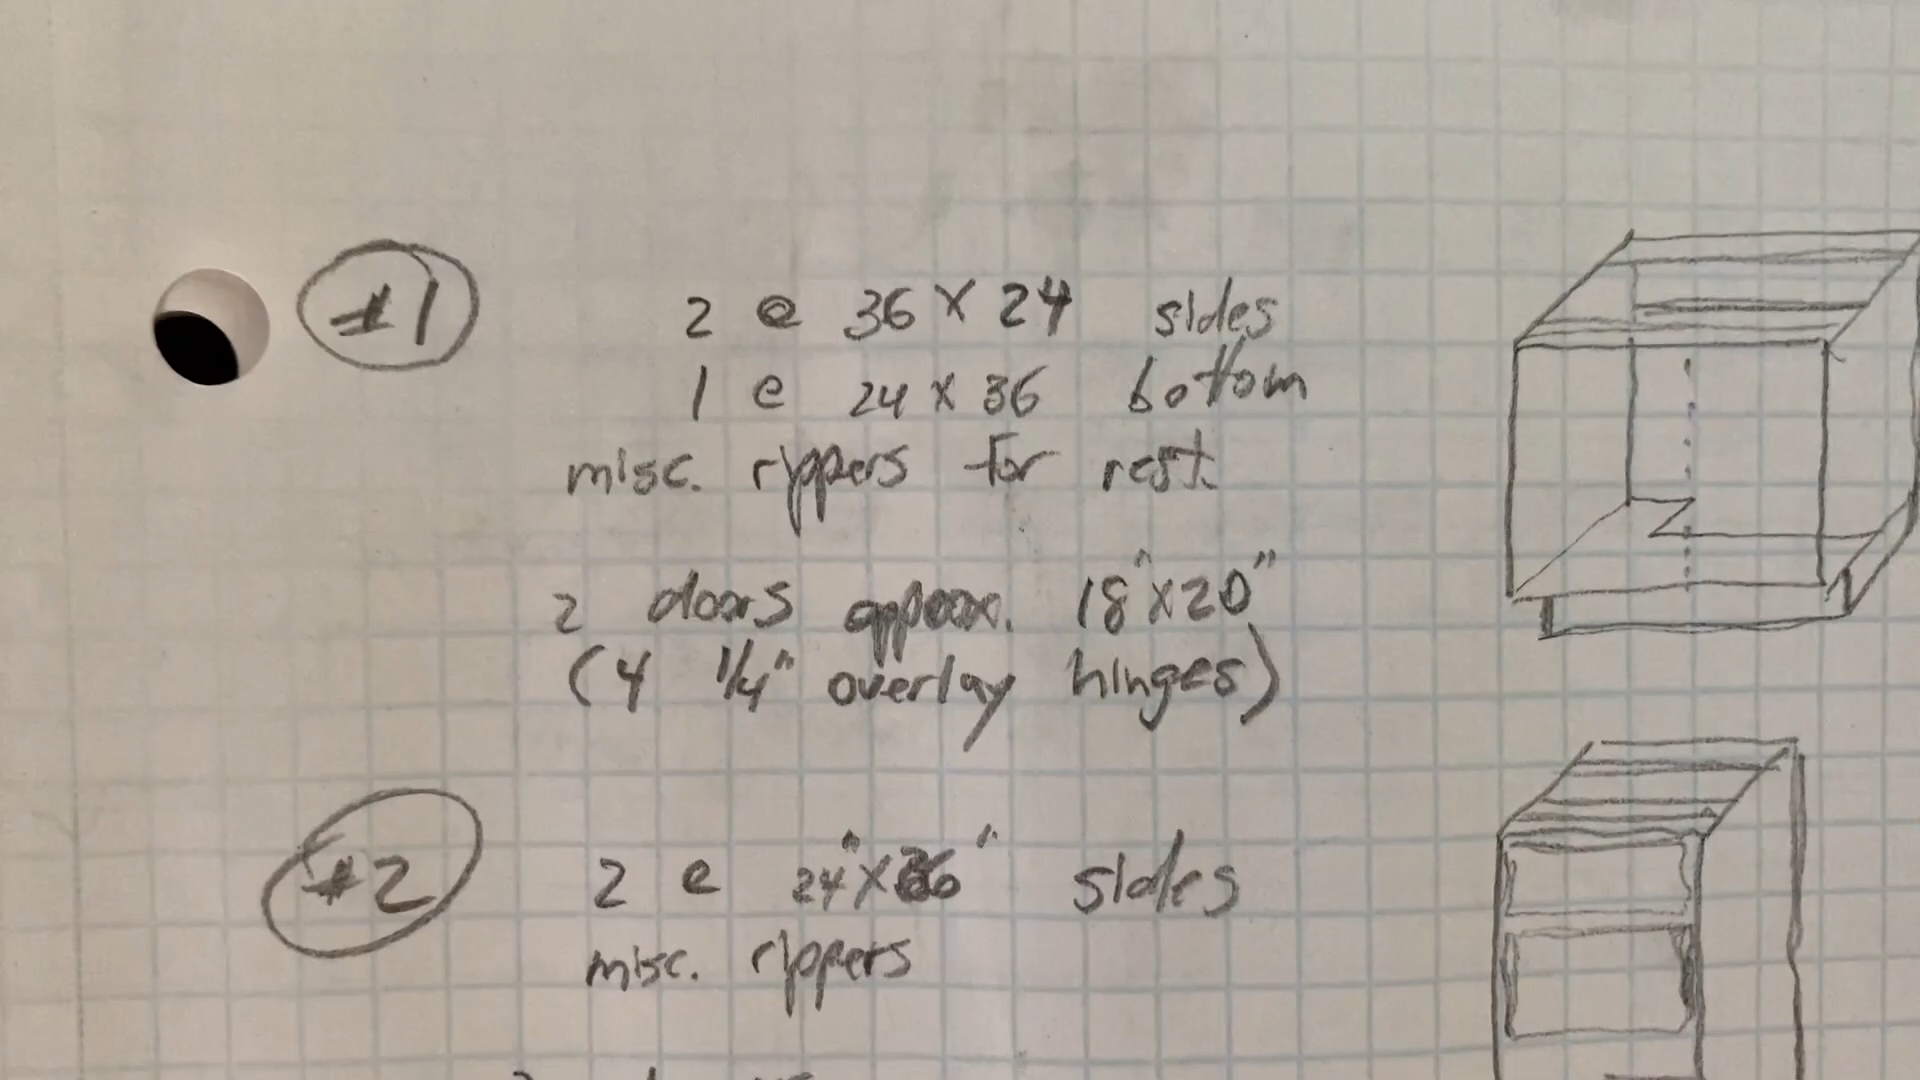 #1
2 @ 36 x 24 sides
1 @ 24 x 36 bottom
misc. rippers for rest.
2 doors approx. 18" x 20"
(4 1/4" overlay hinges)
#2
2 @ 24" x 36" sides
misc. rippers